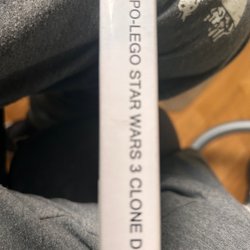 PO-LEGO STAR WARS 3 CLONE D